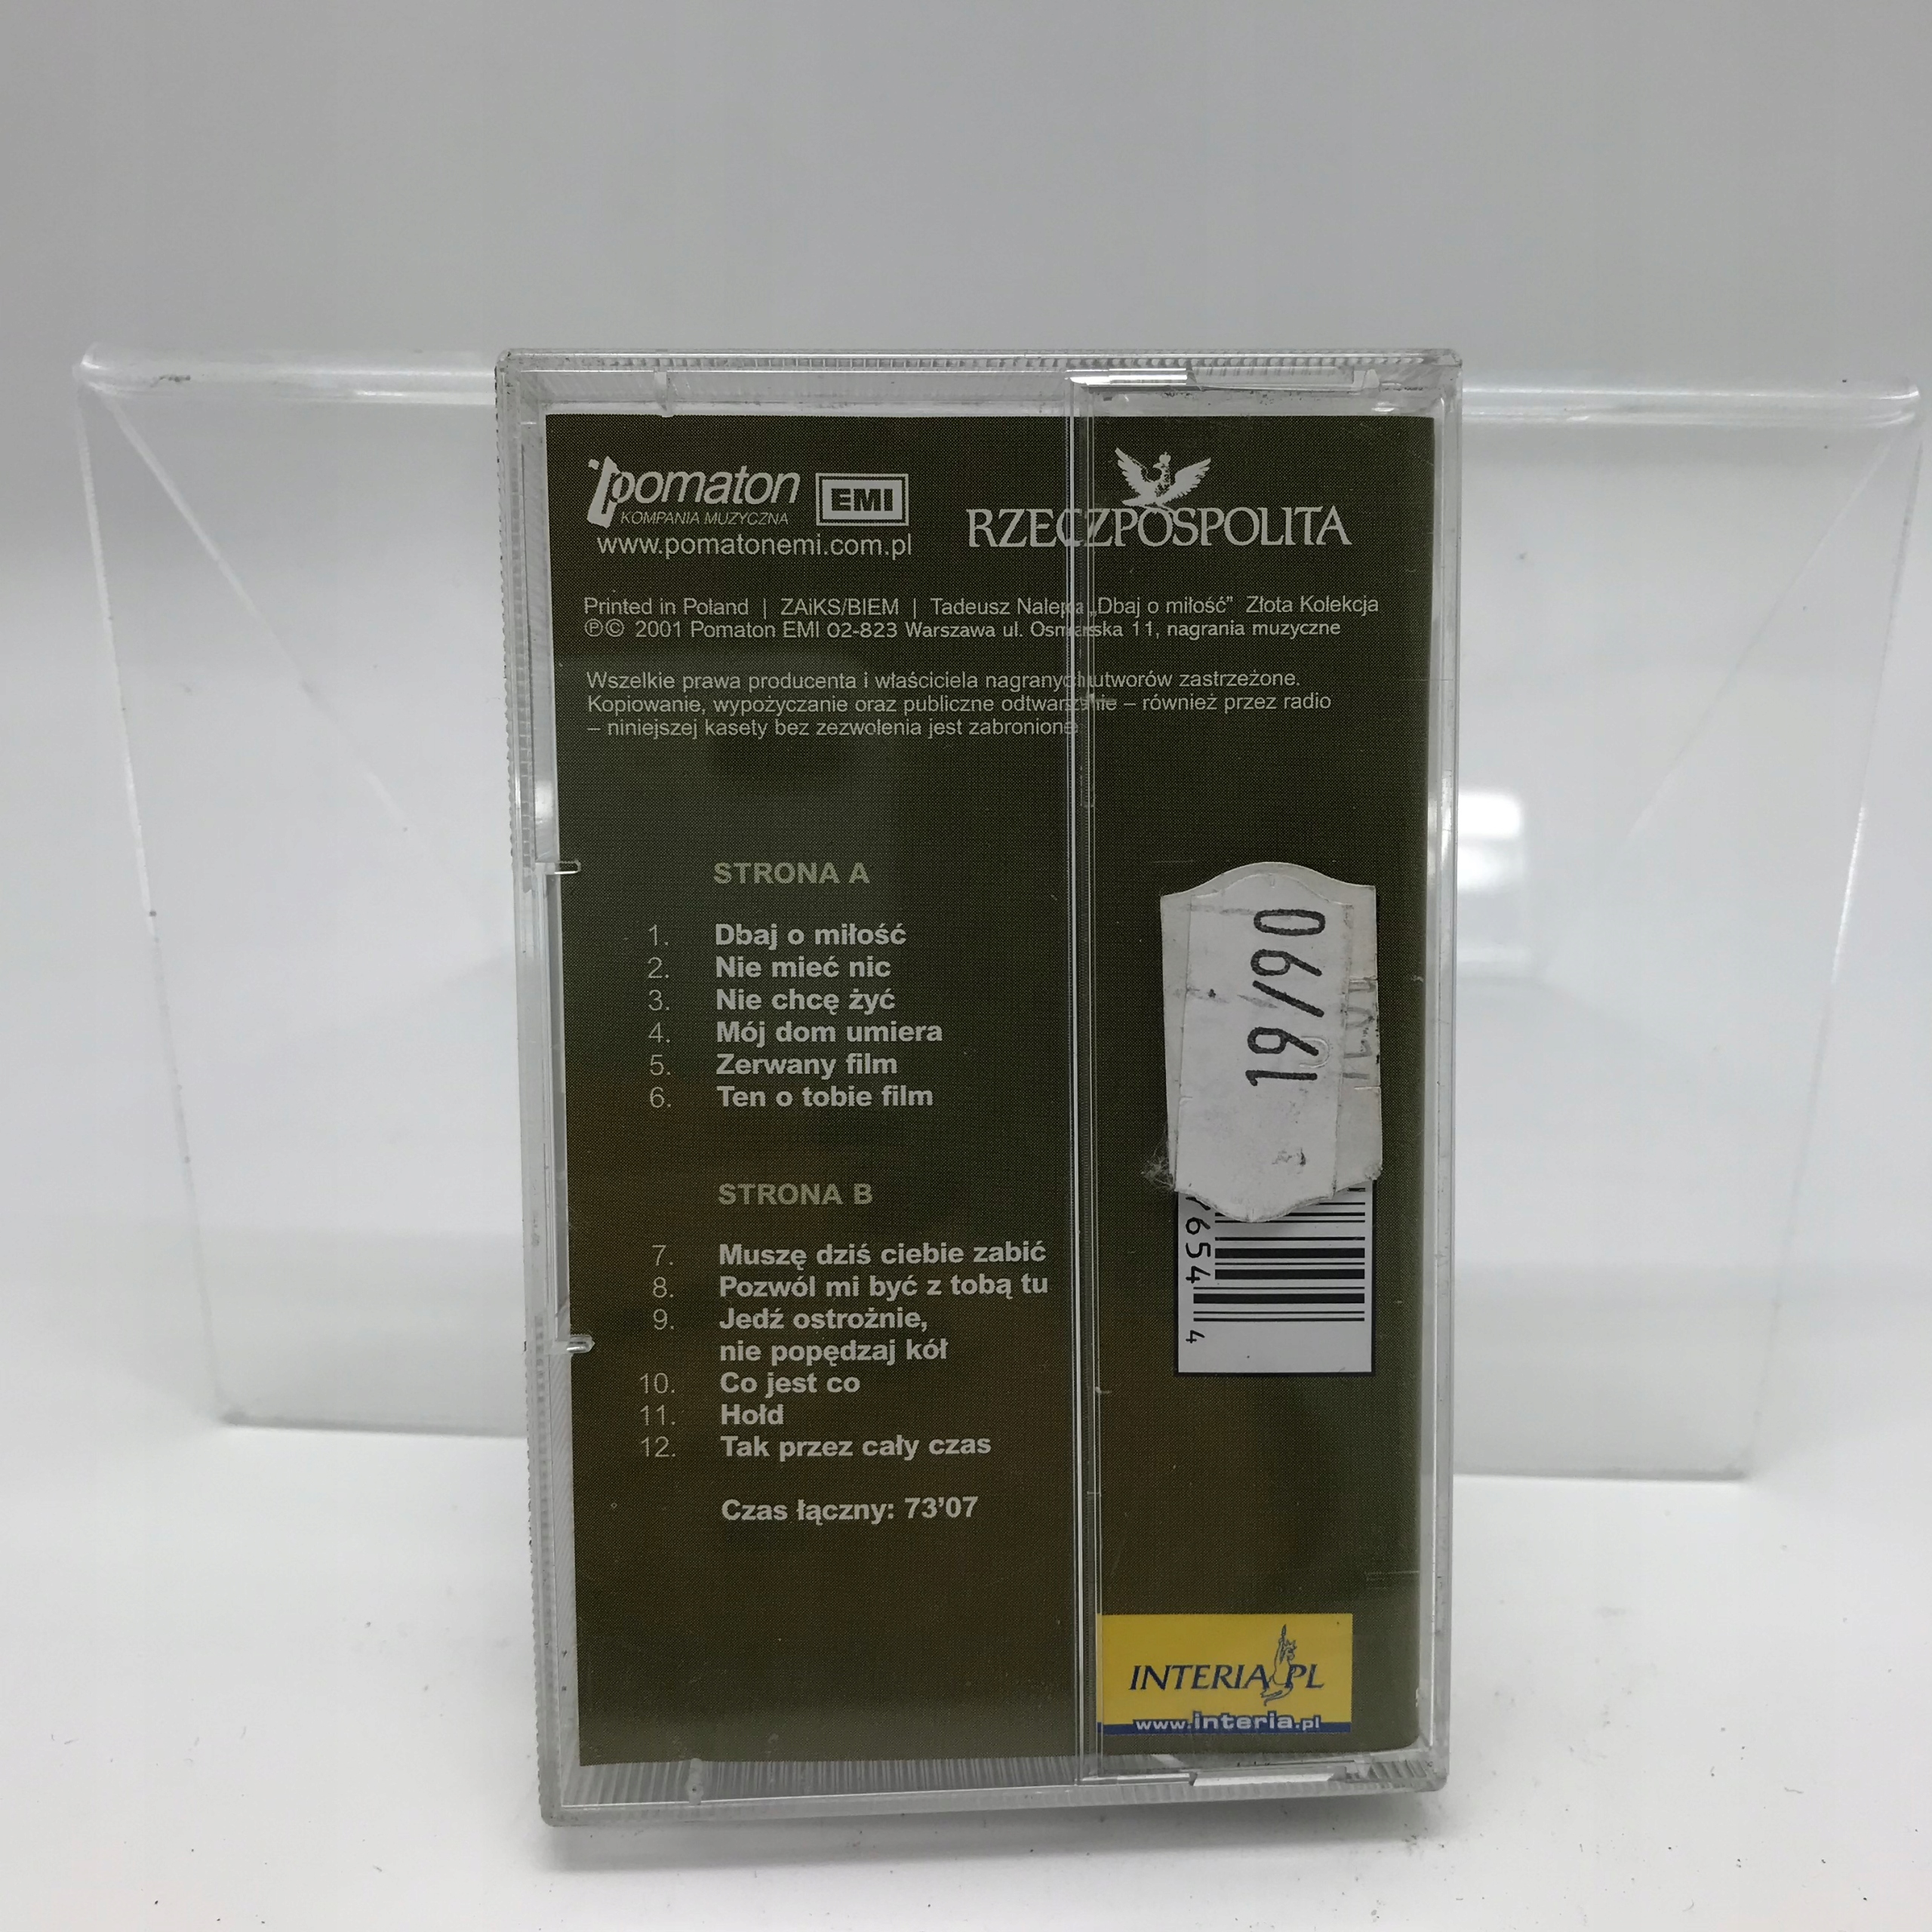 pomaton EMI
KOMPANIA MUZYCZNA
www.pomatonemi.com.pl
RZECZPOSPOLITA
Printed in Poland | ZAiKS/BIEM | Tadeusz Nalepa „Dbaj o miłość” Złota Kolekcja
℗© 2001 Pomaton EMI 02-823 Warszawa ul. Osmańska 11, nagrania muzyczne
Wszelkie prawa producenta i właściciela nagranych utworów zastrzeżone.
Kopiowanie, wypożyczanie oraz publiczne odtwarzanie – również przez radio
– niniejszej kasety bez zezwolenia jest zabronione
STRONA A
1. Dbaj o miłość
2. Nie mieć nic
3. Nie chcę żyć
4. Mój dom umiera
5. Zerwany film
6. Ten o tobie film
STRONA B
7. Muszę dziś ciebie zabić
8. Pozwól mi być z tobą tu
9. Jedź ostrożnie,
nie popędzaj kół
10. Co jest co
11. Hołd
12. Tak przez cały czas
Czas łączny: 73’07
19/90
7654
4
INTERIA.PL
www.interia.pl